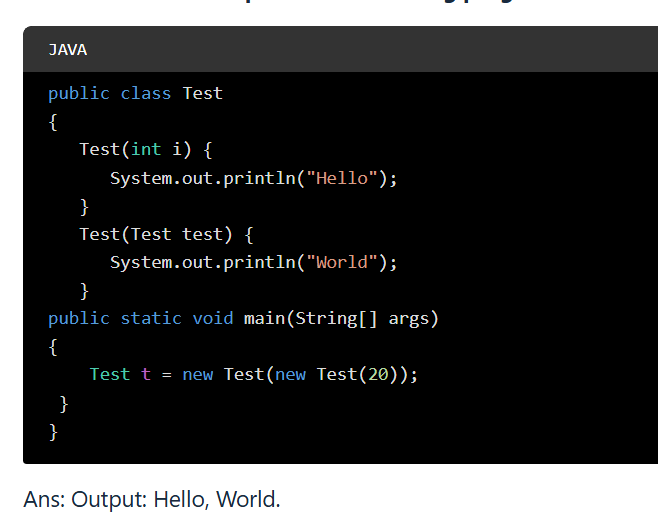 JAVA
public class Test
{
   Test(int i) {
      System.out.println("Hello");
   }
   Test(Test test) {
      System.out.println("World");
   }
public static void main(String[] args)
{
    Test t = new Test(new Test(20));
 }
}
Ans: Output: Hello, World.